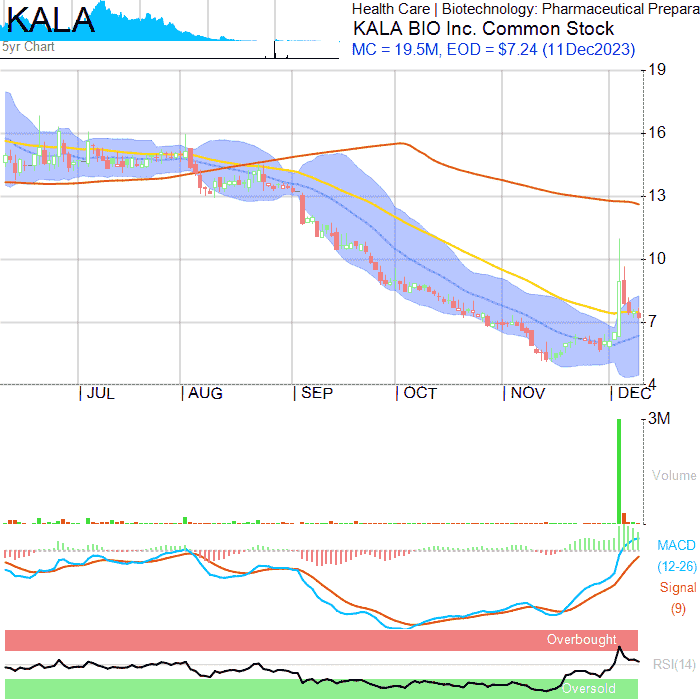 KALA
5yr Chart
Health Care | Biotechnology: Pharmaceutical Prepara
KALA BIO Inc. Common Stock
MC = 19.5M, EOD = $7.24 (11Dec2023)
19
16
13
10
7
4
JUL
AUG
SEP
OCT
NOV
DEC
3M
Volume
MACD
(12-26)
Signal
(9)
Overbought
RSI(14)
Oversold